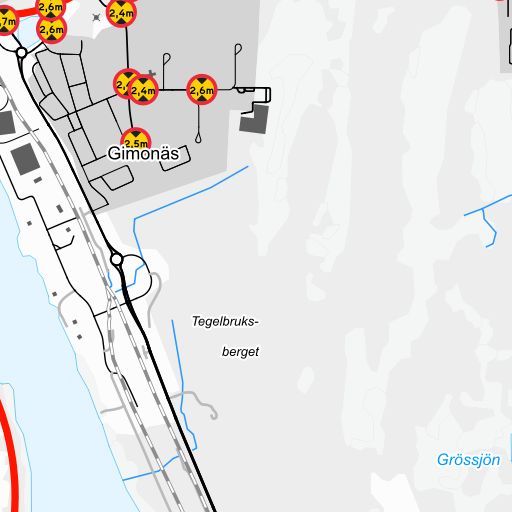 2,6m
2,4m
2,6m
2,4m
2,6m
2,5m
Gimonäs
Tegelbruks-
berget
Grössjön